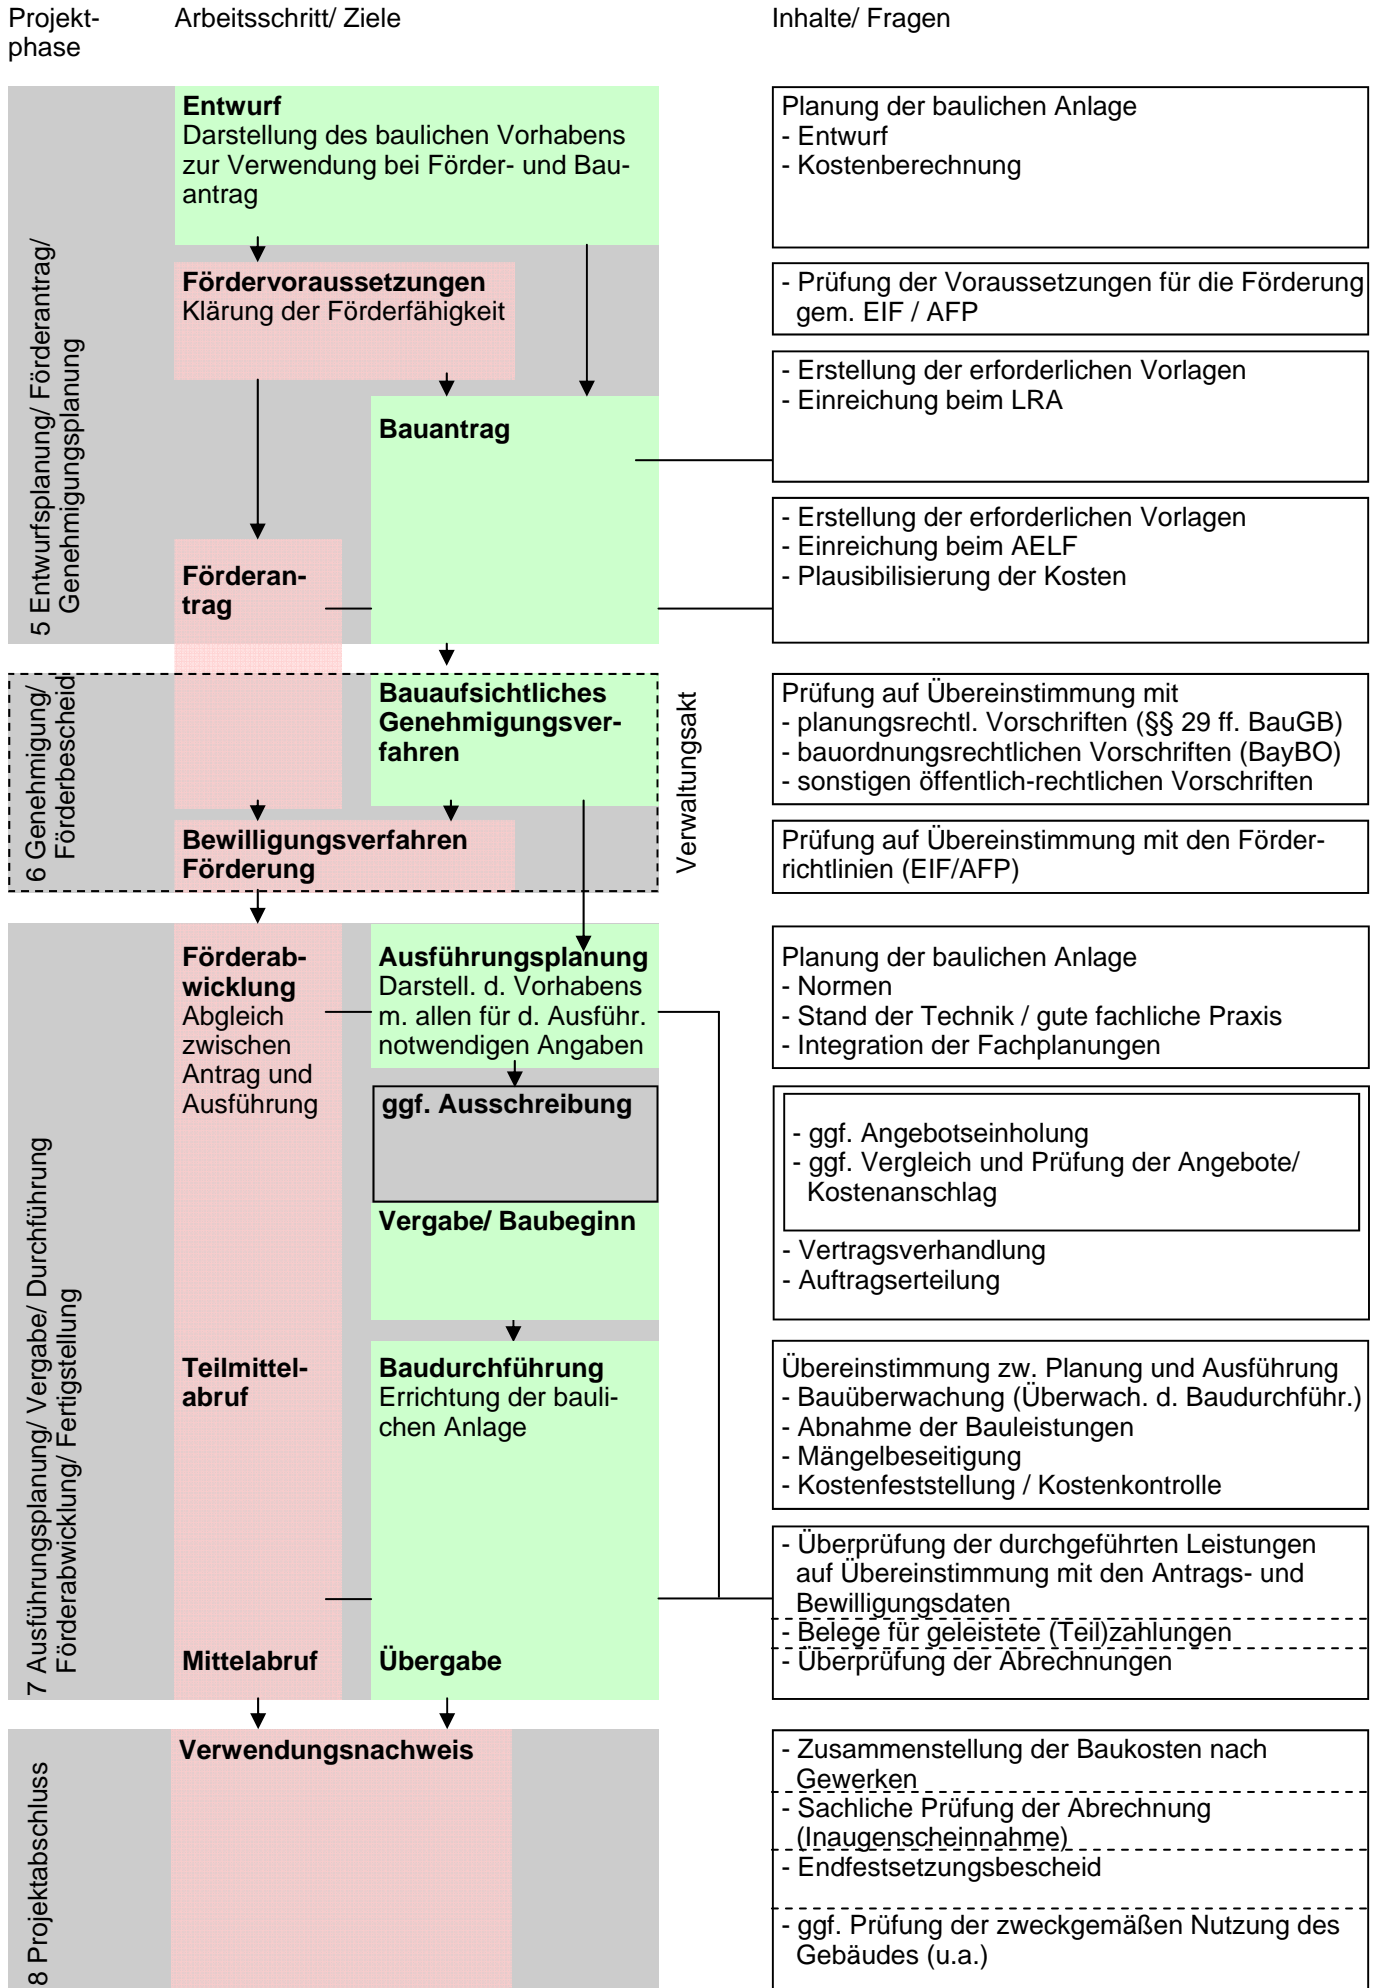 Projekt-
phase
Arbeitsschritt/ Ziele
Inhalte/ Fragen
5 Entwurfsplanung/ Förderantrag/
Genehmigungsplanung
Entwurf
Darstellung des baulichen Vorhabens
zur Verwendung bei Förder- und Bau-
antrag
Planung der baulichen Anlage
- Entwurf
- Kostenberechnung
Fördervoraussetzungen
Klärung der Förderfähigkeit
- Prüfung der Voraussetzungen für die Förderung
gem. EIF / AFP
Bauantrag
- Erstellung der erforderlichen Vorlagen
- Einreichung beim LRA
Förderan-
trag
- Erstellung der erforderlichen Vorlagen
- Einreichung beim AELF
- Plausibilisierung der Kosten
6 Genehmigung/
Förderbescheid
Bauaufsichtliches
Genehmigungsver-
fahren
Verwaltungsakt
Prüfung auf Übereinstimmung mit
- planungsrechtl. Vorschriften (§§ 29 ff. BauGB)
- bauordnungsrechtlichen Vorschriften (BayBO)
- sonstigen öffentlich-rechtlichen Vorschriften
Bewilligungsverfahren
Förderung
Prüfung auf Übereinstimmung mit den Förder-
richtlinien (EIF/AFP)
7 Ausführungsplanung/ Vergabe/ Durchführung
Förderabwicklung/ Fertigstellung
Förderab-
wicklung
Abgleich
zwischen
Antrag und
Ausführung
Ausführungsplanung
Darstell. d. Vorhabens
m. allen für d. Ausführ.
notwendigen Angaben
Planung der baulichen Anlage
- Normen
- Stand der Technik / gute fachliche Praxis
- Integration der Fachplanungen
ggf. Ausschreibung
- ggf. Angebotseinholung
- ggf. Vergleich und Prüfung der Angebote/
Kostenanschlag
Vergabe/ Baubeginn
- Vertragsverhandlung
- Auftragserteilung
Teilmittel-
abruf
Baudurchführung
Errichtung der bauli-
chen Anlage
Übereinstimmung zw. Planung und Ausführung
- Bauüberwachung (Überwach. d. Baudurchführ.)
- Abnahme der Bauleistungen
- Mängelbeseitigung
- Kostenfeststellung / Kostenkontrolle
- Überprüfung der durchgeführten Leistungen
auf Übereinstimmung mit den Antrags- und
Bewilligungsdaten
- Belege für geleistete (Teil)zahlungen
- Überprüfung der Abrechnungen
Mittelabruf
Übergabe
8 Projektabschluss
Verwendungsnachweis
- Zusammenstellung der Baukosten nach
Gewerken
- Sachliche Prüfung der Abrechnung
(Inaugenscheinnahme)
- Endfestsetzungsbescheid
- ggf. Prüfung der zweckgemäßen Nutzung des
Gebäudes (u.a.)